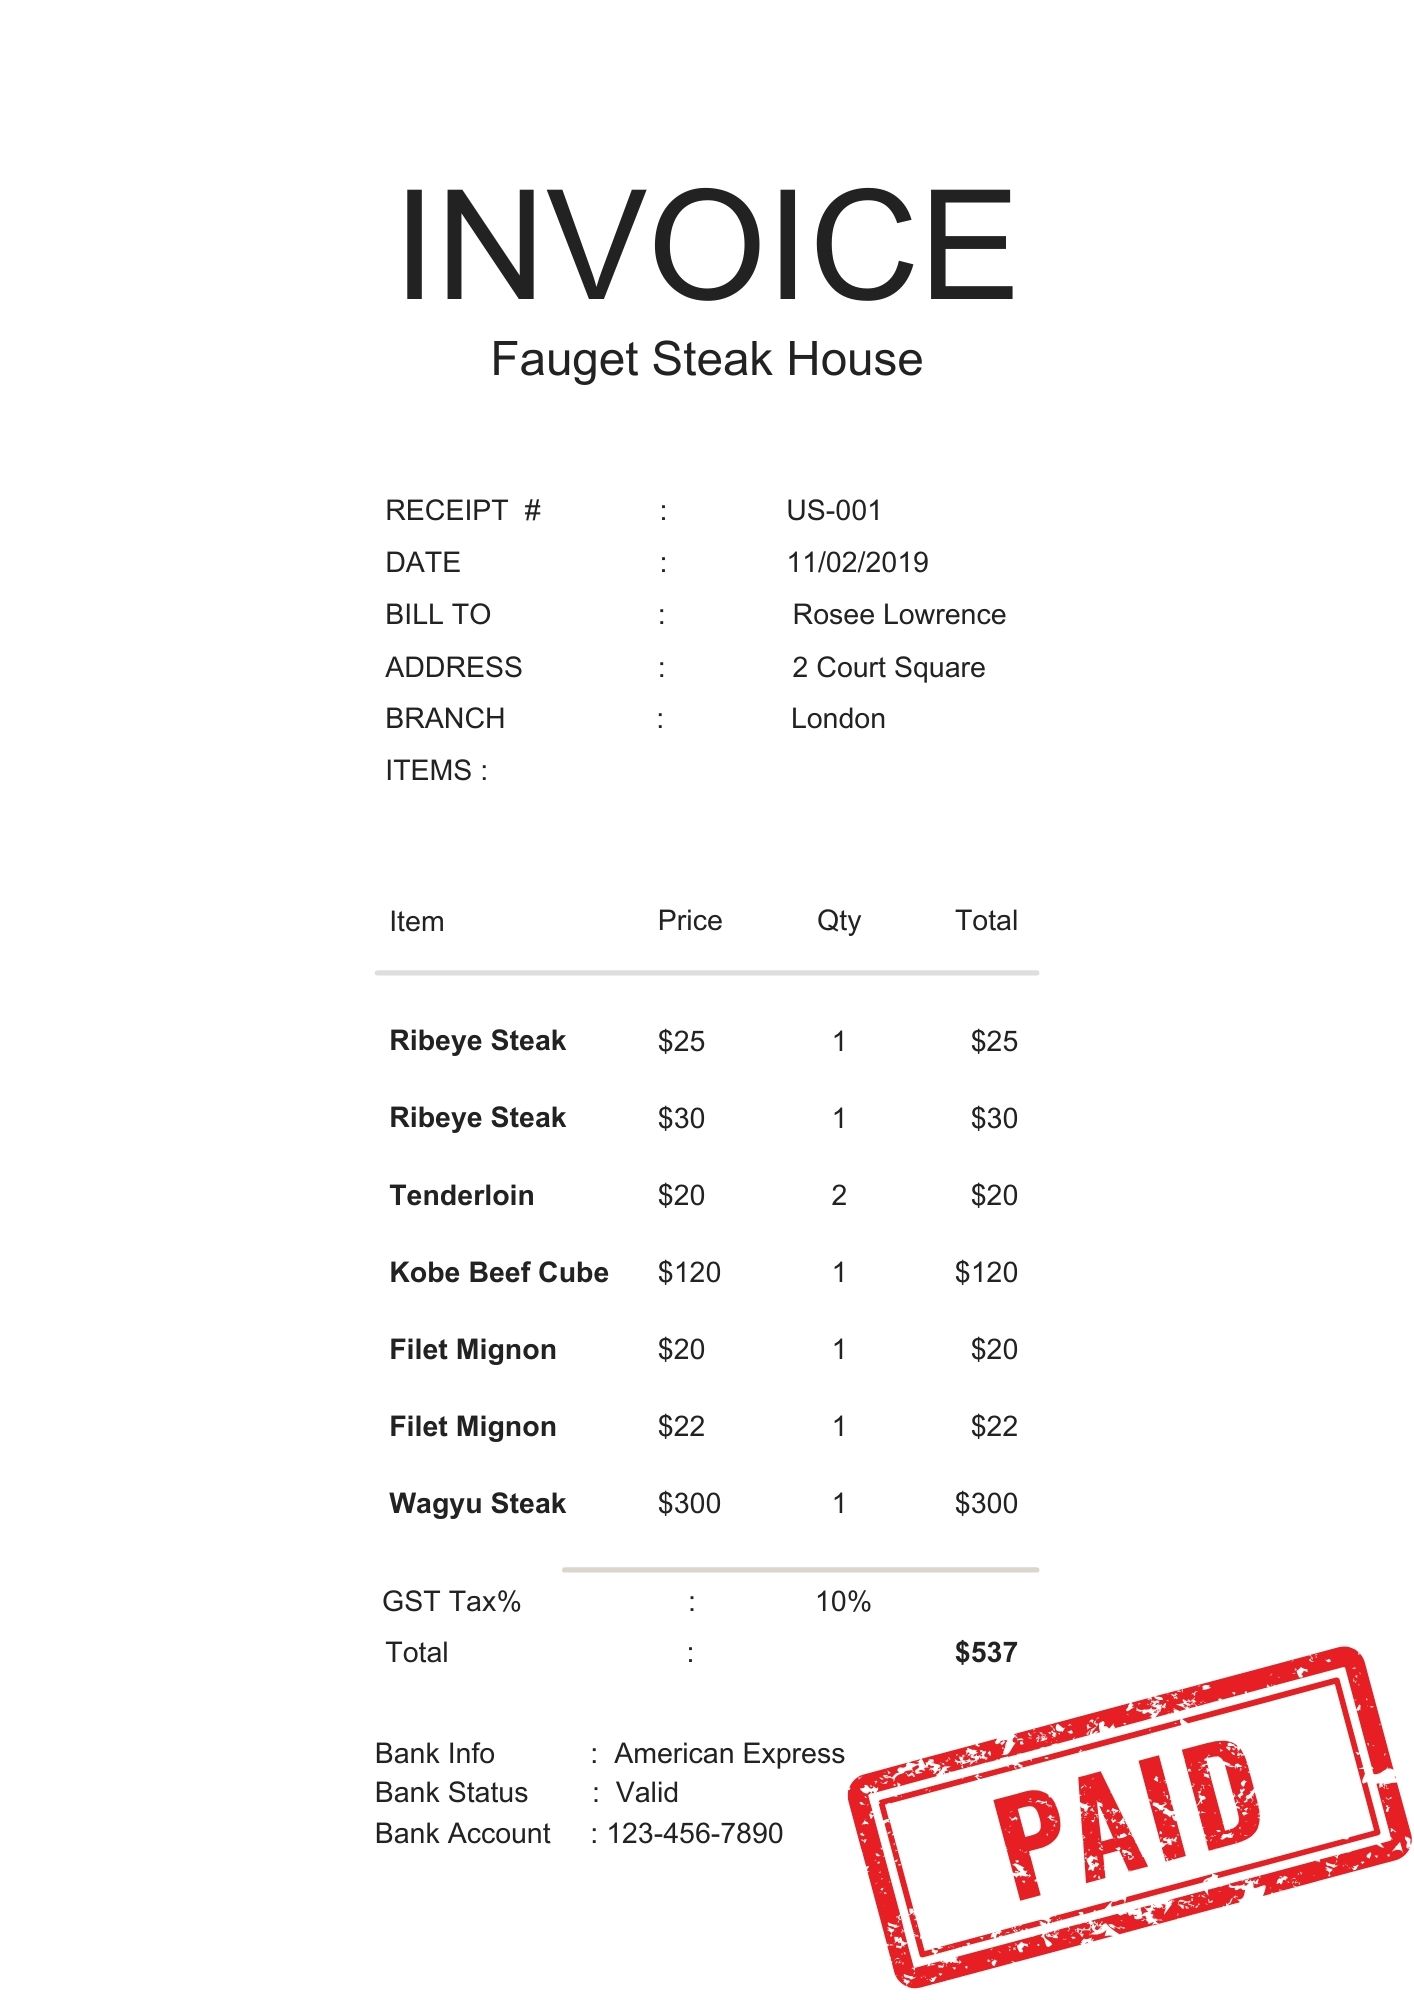 INVOICE
Fauget Steak House
RECEIPT # : US-001
DATE : 11/02/2019
BILL TO : Rosee Lowrence
ADDRESS : 2 Court Square
BRANCH : London
ITEMS :
Item Price Qty Total
Ribeye Steak $25 1 $25
Ribeye Steak $30 1 $30
Tenderloin $20 2 $20
Kobe Beef Cube $120 1 $120
Filet Mignon $20 1 $20
Filet Mignon $22 1 $22
Wagyu Steak $300 1 $300
GST Tax% : 10%
Total : $537
Bank Info : American Express
Bank Status : Valid
Bank Account : 123-456-7890
PAID